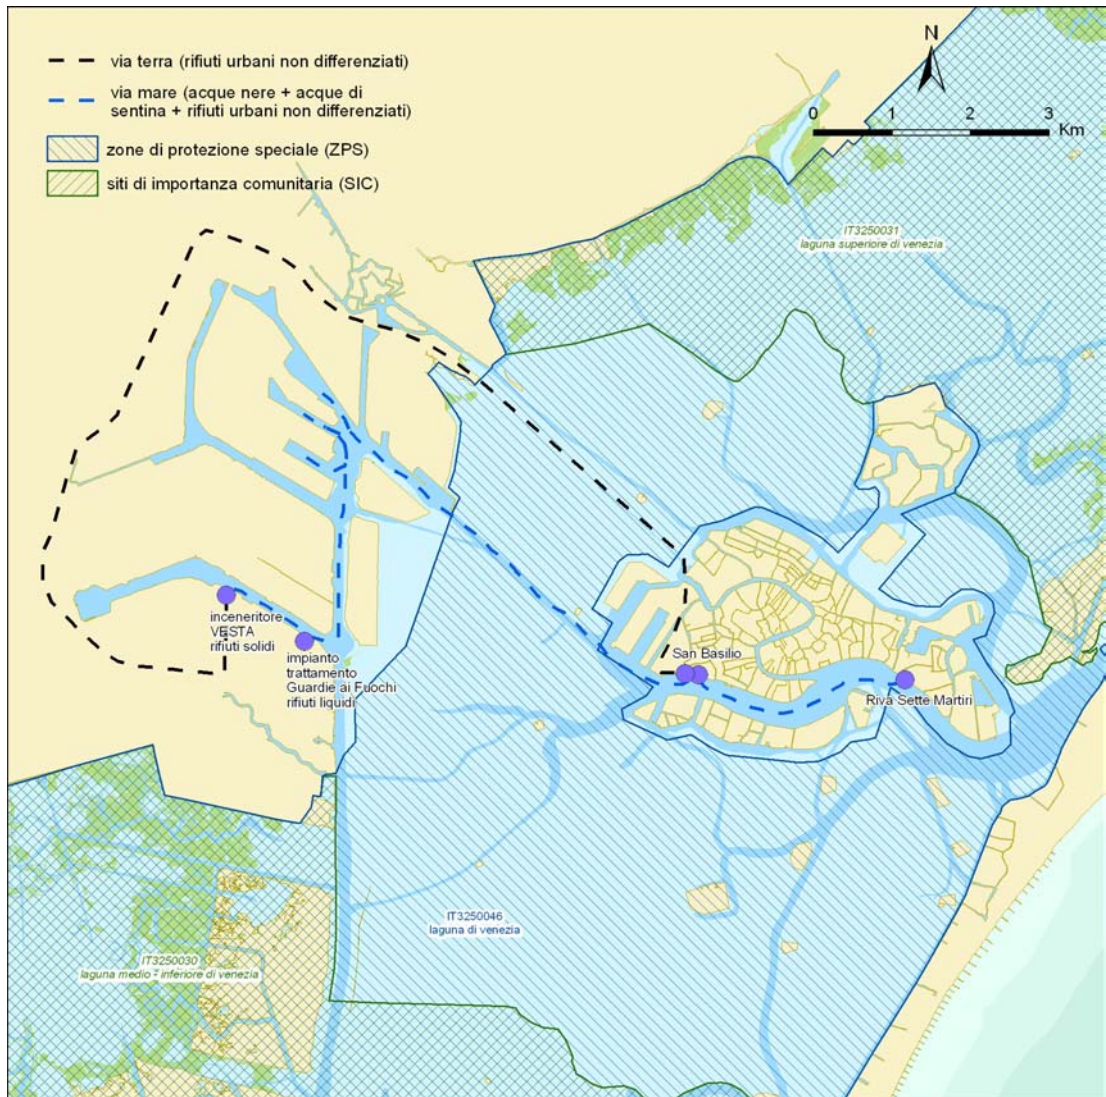 via terra (rifiuti urbani non differenziati)
via mare (acque nere + acque di
sentina + rifiuti urbani non differenziati)
zone di protezione speciale (ZPS)
siti di importanza comunitaria (SIC)
N
0 1 2 3
Km
IT3250031
laguna superiore di venezia
inceneritore
VESTA
rifiuti solidi
impianto
trattamento
Guardie ai Fuochi
rifiuti liquidi
San Basilio
Riva Sette Martiri
IT3250046
laguna di venezia
IT3250030
laguna medio - inferiore di venezia